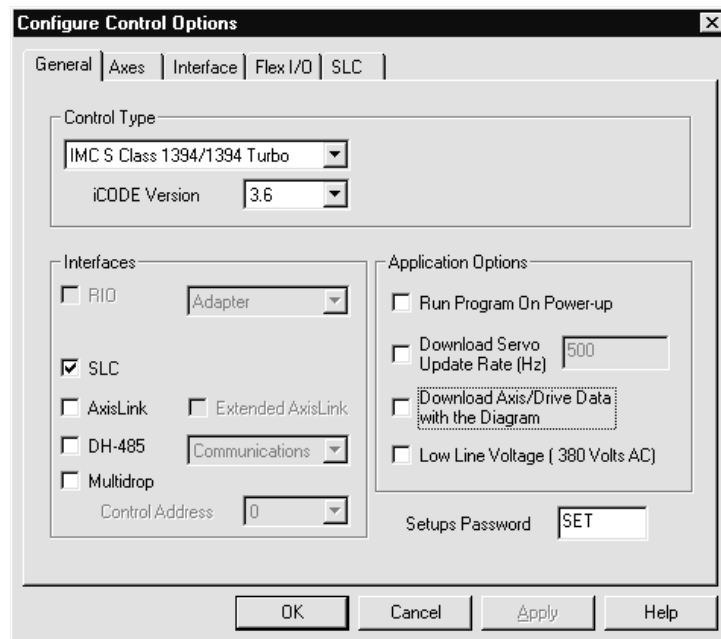 Configure Control Options
General Axes Interface Flex I/O SLC
Control Type
IMC S Class 1394/1394 Turbo
iCODE Version 3.6
Interfaces
RIO Adapter
SLC
AxisLink Extended AxisLink
DH-485 Communications
Multidrop
Control Address 0
Application Options
Run Program On Power-up
Download Servo
Update Rate (Hz) 500
Download Axis/Drive Data
with the Diagram
Low Line Voltage ( 380 Volts AC)
Setups Password SET
OK Cancel Apply Help